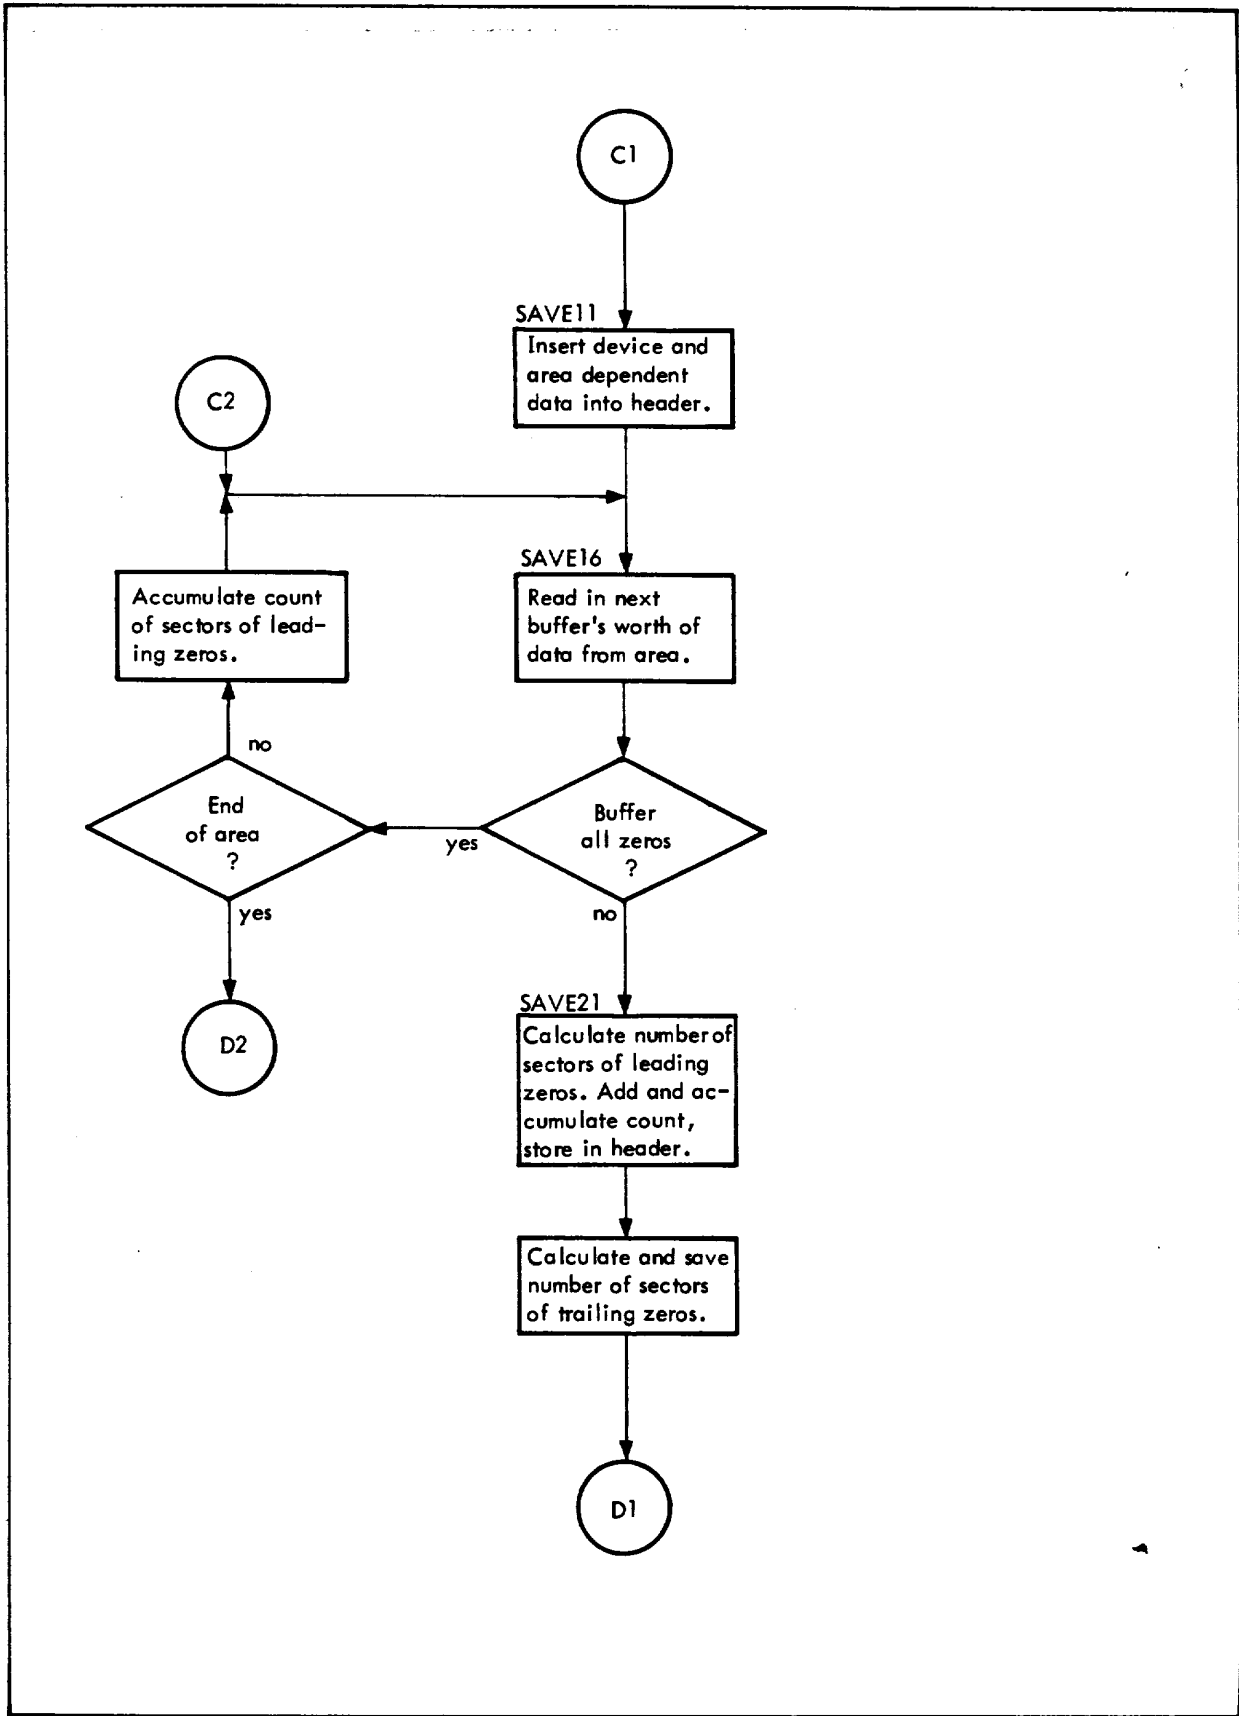 C1
SAVE11
Insert device and
area dependent
data into header.
C2
SAVE16
Read in next
buffer's worth of
data from area.
Accumulate count
of sectors of lead-
ing zeros.
no
End
of area
?
yes
Buffer
all zeros
?
yes
no
D2
SAVE21
Calculate number of
sectors of leading
zeros. Add and ac-
cumulate count,
store in header.
Calculate and save
number of sectors
of trailing zeros.
D1